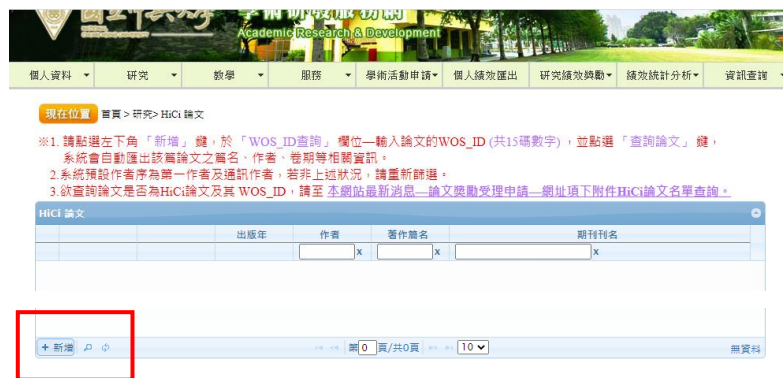 學術研發服務網
Academic Research & Development
個人資料 研究 教學 服務 學術活動申請 個人績效匯出 研究績效獎勵 績效統計分析 資訊查詢
現在位置 首頁 > 研究> HiCi 論文
※1. 請點選左下角「新增」鍵,於「WOS_ID查詢」欄位—輸入論文的WOS_ID (共15碼數字),並點選「查詢論文」鍵,
系統會自動匯出該篇論文之篇名、作者、卷期等相關資訊。
2.系統預設作者序為第一作者及通訊作者,若非上述狀況,請重新篩選。
3.欲查詢論文是否為HiCi論文及其 WOS_ID,請至 本網站最新消息—論文獎勵受理申請—網址項下附件HiCi論文名單查詢。
HiCi 論文
出版年 作者 著作篇名 期刊刊名
x x x
+ 新增 第 0 頁/共0頁 10 無資料